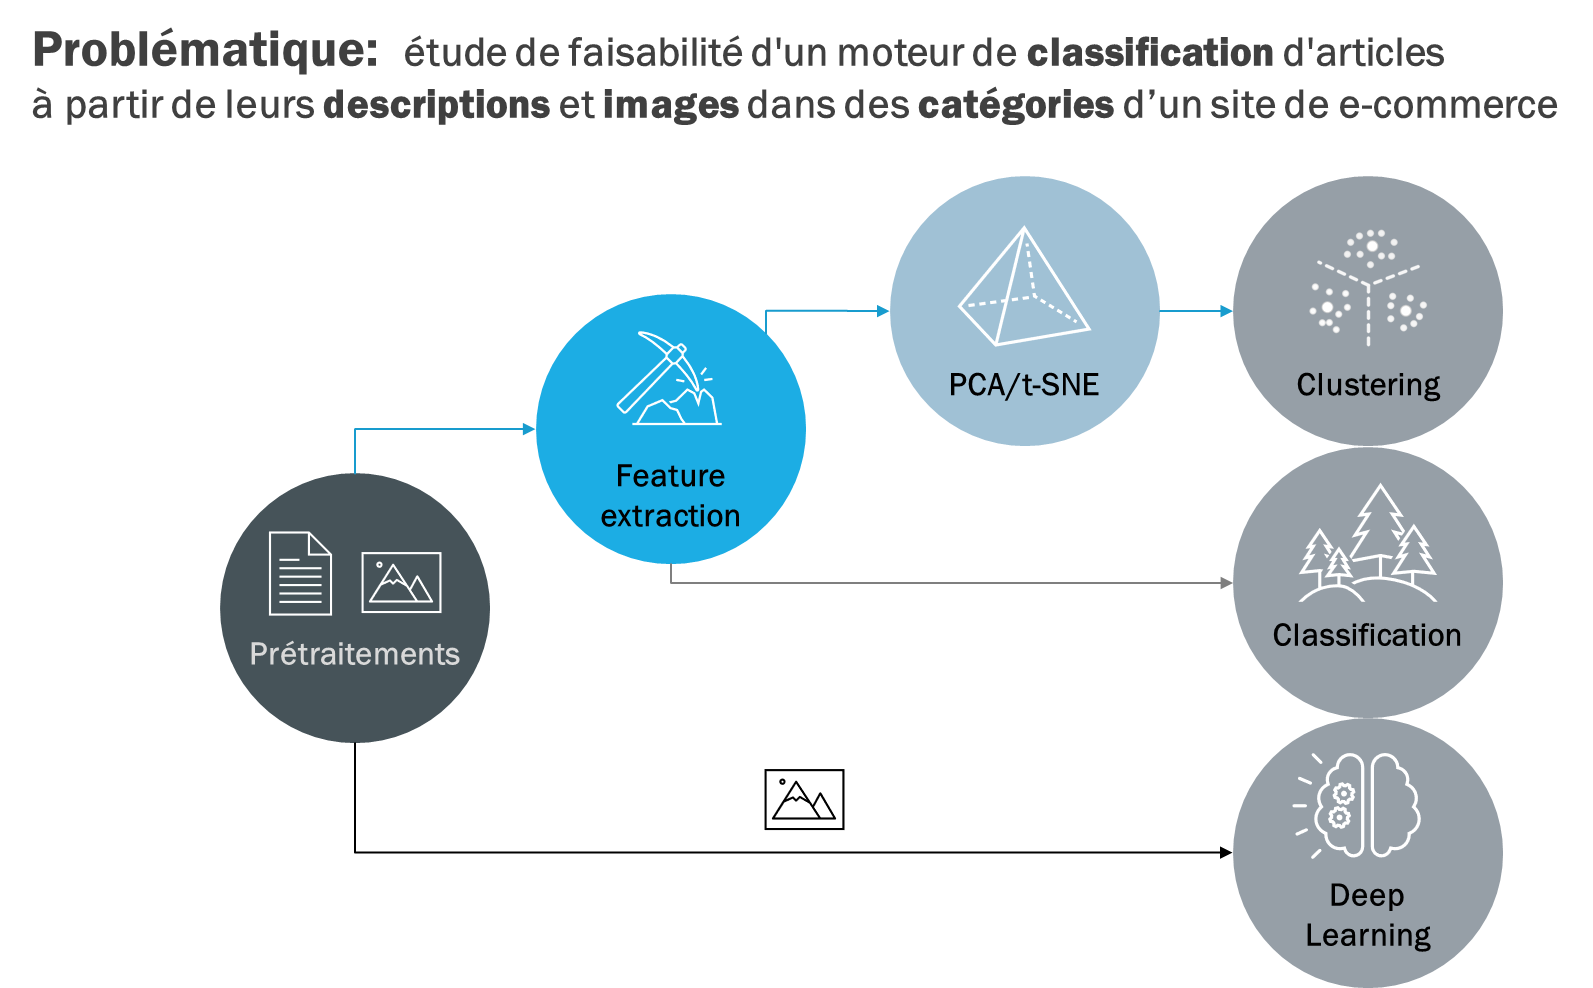 Problématique: étude de faisabilité d'un moteur de classification d'articles
à partir de leurs descriptions et images dans des catégories d’un site de e-commerce
PCA/t-SNE
Clustering
Feature
extraction
Prétraitements
Classification
Deep
Learning